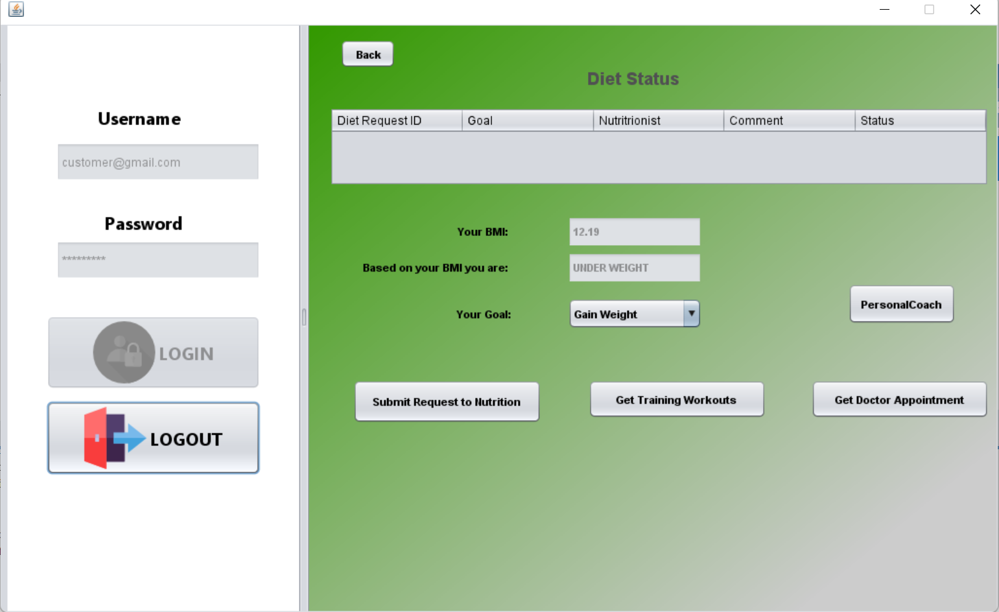 Username
customer@gmail.com
Password
*********
LOGIN
LOGOUT
Back
Diet Status
Diet Request ID Goal Nutritrionist Comment Status
Your BMI: 12.19
Based on your BMI you are: UNDER WEIGHT
Your Goal: Gain Weight
PersonalCoach
Submit Request to Nutrition Get Training Workouts Get Doctor Appointment